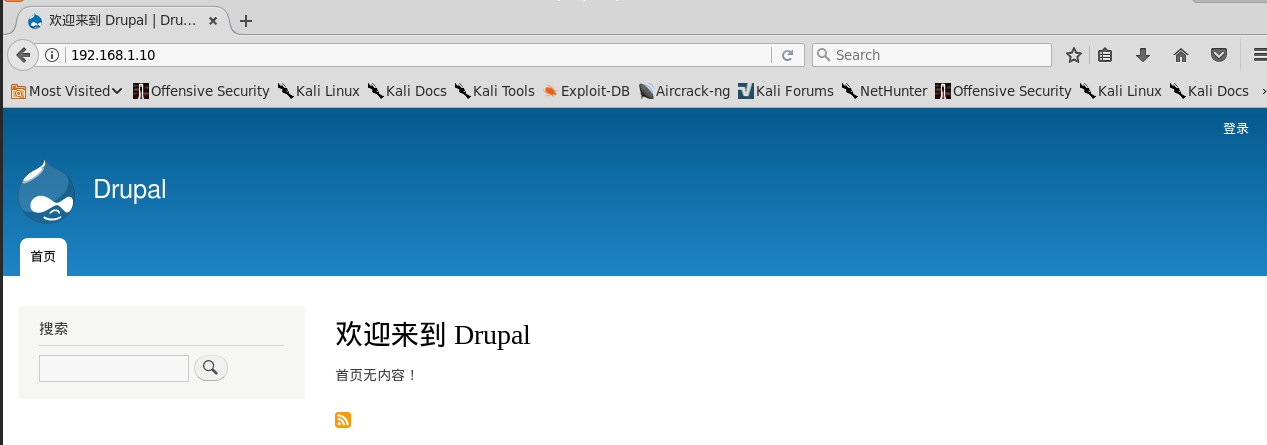 欢迎来到 Drupal | Dru...
192.168.1.10
Search
Most Visited Offensive Security Kali Linux Kali Docs Kali Tools Exploit-DB Aircrack-ng Kali Forums NetHunter Offensive Security Kali Linux Kali Docs
登录
Drupal
首页
搜索
欢迎来到 Drupal
首页无内容！